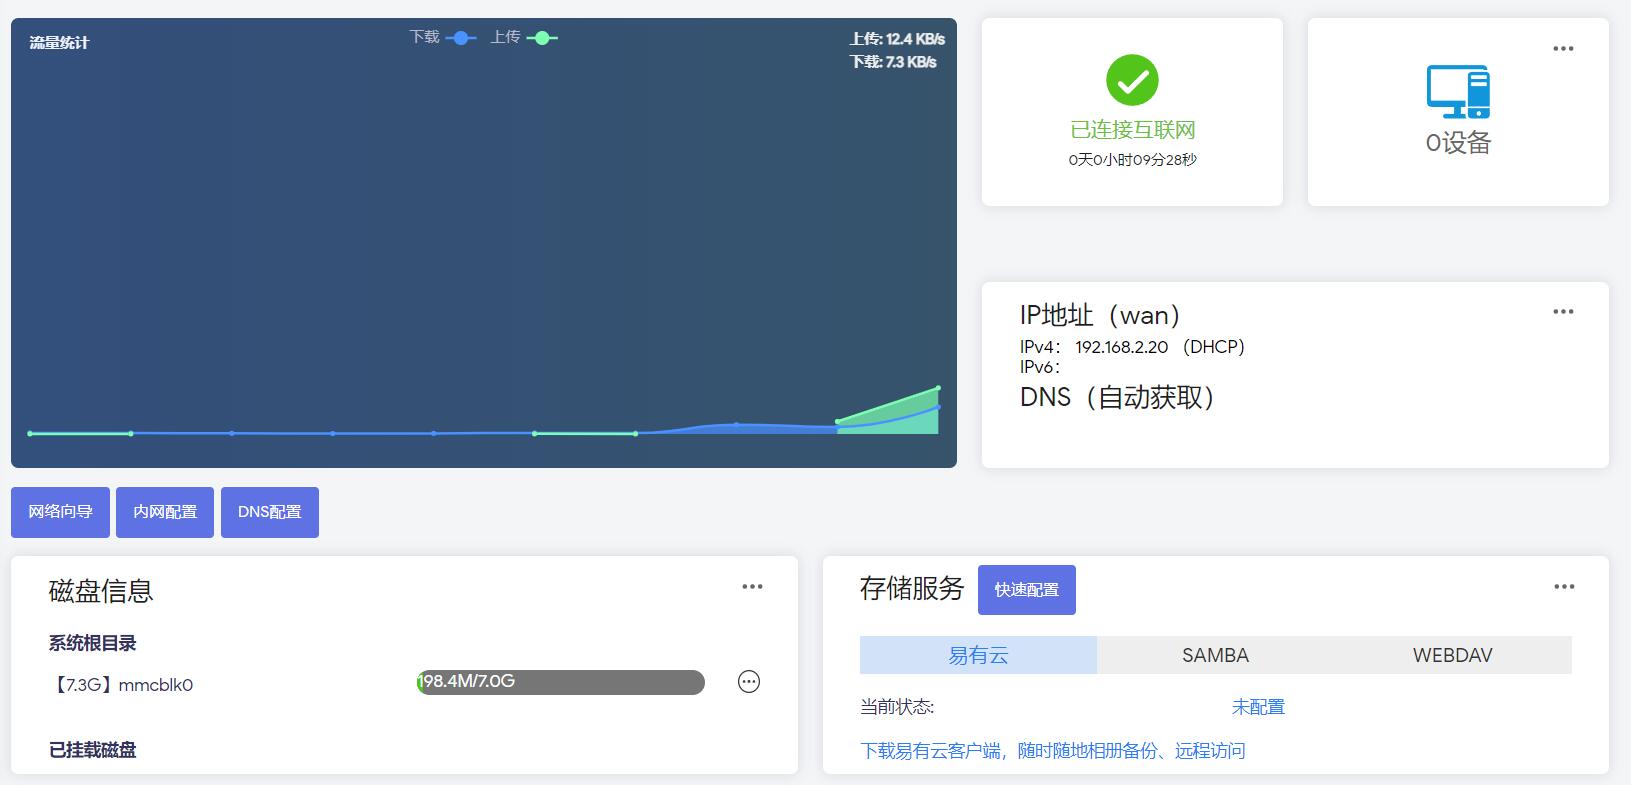 流量统计
下载 上传
上传: 12.4 KB/s
下载: 7.3 KB/s
已连接互联网
0天0小时09分28秒
0设备
IP地址（wan）
IPv4： 192.168.2.20 （DHCP）
IPv6：
DNS（自动获取）
网络向导 内网配置 DNS配置
磁盘信息
系统根目录
【7.3G】mmcblk0 198.4M/7.0G
已挂载磁盘
存储服务 快速配置
易有云 SAMBA WEBDAV
当前状态: 未配置
下载易有云客户端，随时随地相册备份、远程访问